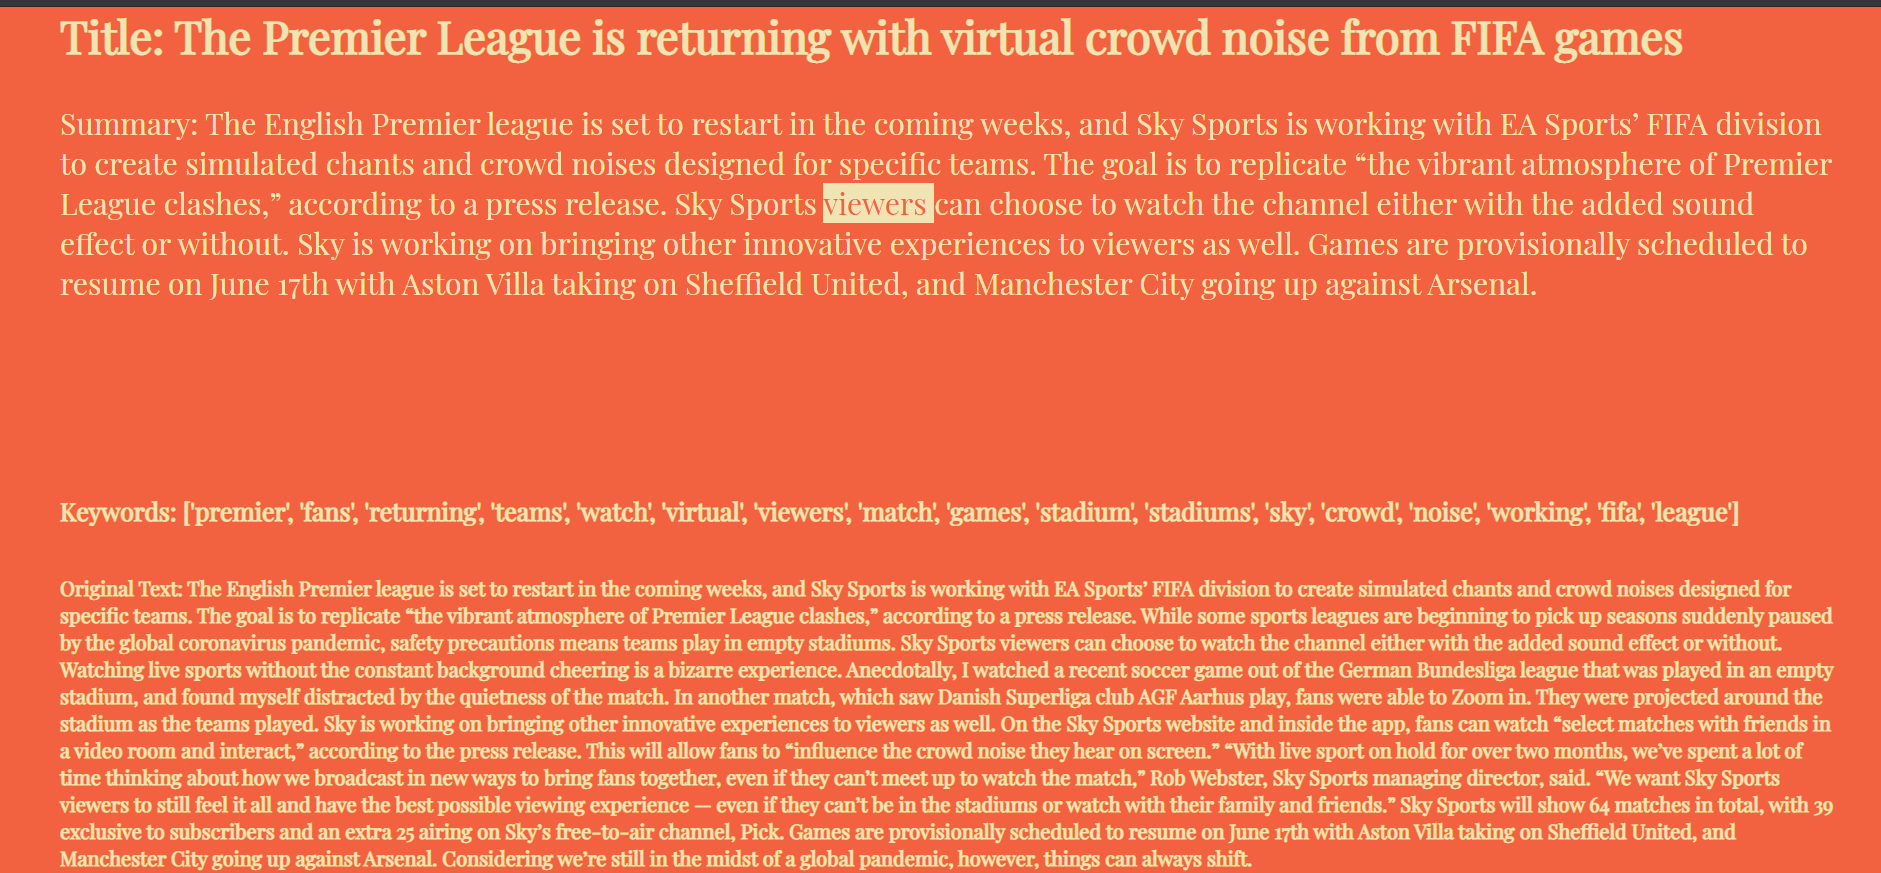 Title: The Premier League is returning with virtual crowd noise from FIFA games
Summary: The English Premier league is set to restart in the coming weeks, and Sky Sports is working with EA Sports’ FIFA division
to create simulated chants and crowd noises designed for specific teams. The goal is to replicate “the vibrant atmosphere of Premier
League clashes,” according to a press release. Sky Sports viewers can choose to watch the channel either with the added sound
effect or without. Sky is working on bringing other innovative experiences to viewers as well. Games are provisionally scheduled to
resume on June 17th with Aston Villa taking on Sheffield United, and Manchester City going up against Arsenal.
Keywords: ['premier', 'fans', 'returning', 'teams', 'watch', 'virtual', 'viewers', 'match', 'games', 'stadium', 'stadiums', 'sky', 'crowd', 'noise', 'working', 'fifa', 'league']
Original Text: The English Premier league is set to restart in the coming weeks, and Sky Sports is working with EA Sports’ FIFA division to create simulated chants and crowd noises designed for
specific teams. The goal is to replicate “the vibrant atmosphere of Premier League clashes,” according to a press release. While some sports leagues are beginning to pick up seasons suddenly paused
by the global coronavirus pandemic, safety precautions means teams play in empty stadiums. Sky Sports viewers can choose to watch the channel either with the added sound effect or without.
Watching live sports without the constant background cheering is a bizarre experience. Anecdotally, I watched a recent soccer game out of the German Bundesliga league that was played in an empty
stadium, and found myself distracted by the quietness of the match. In another match, which saw Danish Superliga club AGF Aarhus play, fans were able to Zoom in. They were projected around the
stadium as the teams played. Sky is working on bringing other innovative experiences to viewers as well. On the Sky Sports website and inside the app, fans can watch “select matches with friends in
a video room and interact,” according to the press release. This will allow fans to “influence the crowd noise they hear on screen.” “With live sport on hold for over two months, we’ve spent a lot of
time thinking about how we broadcast in new ways to bring fans together, even if they can’t meet up to watch the match,” Rob Webster, Sky Sports managing director, said. “We want Sky Sports
viewers to still feel it all and have the best possible viewing experience — even if they can’t be in the stadiums or watch with their family and friends.” Sky Sports will show 64 matches in total, with 39
exclusive to subscribers and an extra 25 airing on Sky’s free-to-air channel, Pick. Games are provisionally scheduled to resume on June 17th with Aston Villa taking on Sheffield United, and
Manchester City going up against Arsenal. Considering we’re still in the midst of a global pandemic, however, things can always shift.